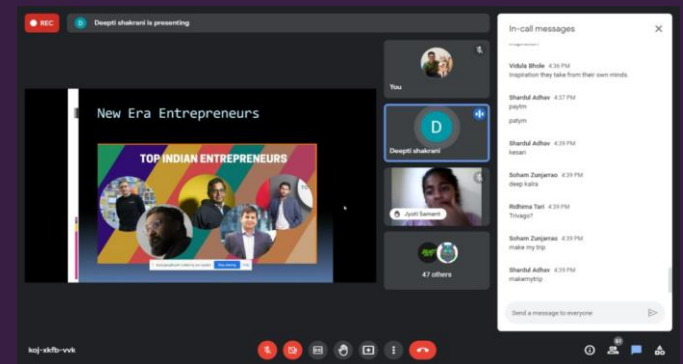 REC
D
Deepti shakrani is presenting
New Era Entrepreneurs
TOP INDIAN ENTREPRENEURS
Stop sharing
Hide
You
D
Deepti shakrani
Jyoti Samant
47 others
In-call messages
Vidula Bhole 4:36 PM
Inspiration they take from their own minds.
Shardul Adhav 4:37 PM
paytm
patym
Shardul Adhav 4:39 PM
kesari
Soham Zunjarrao 4:39 PM
deep kalra
Ridhima Tari 4:39 PM
Trivago?
Soham Zunjarrao 4:39 PM
make my trip
Shardul Adhav 4:39 PM
makemytrip
Send a message to everyone
koj-xkfb-vvk